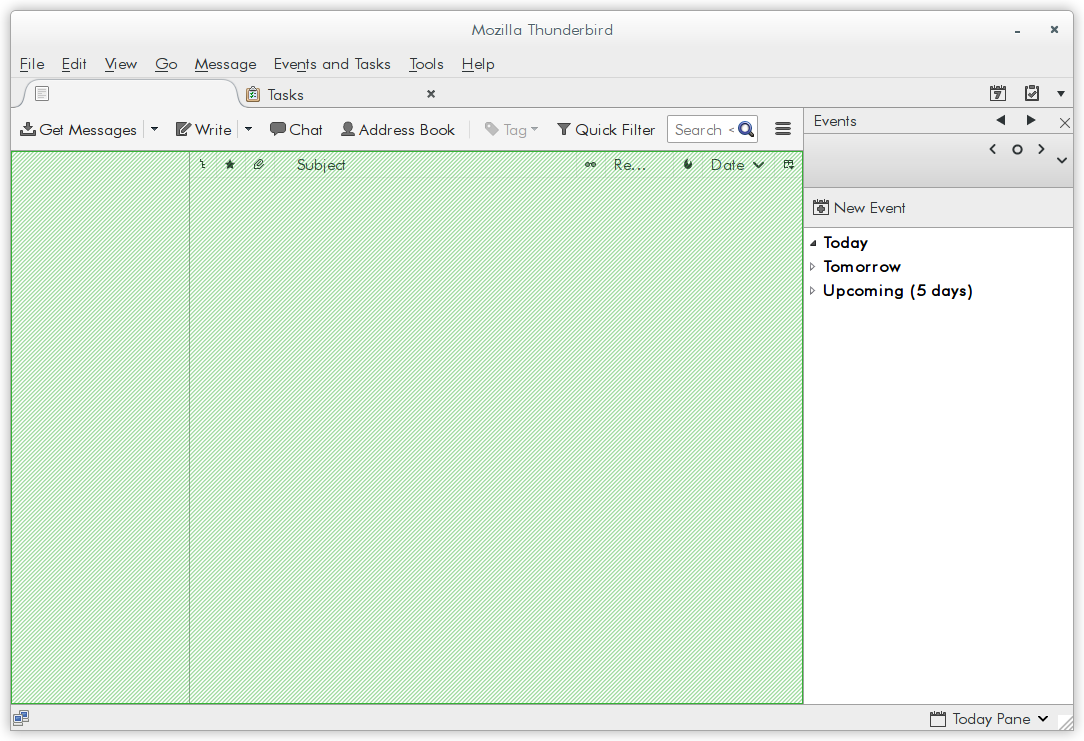 Mozilla Thunderbird
File Edit View Go Message Events and Tasks Tools Help
Tasks
7
Get Messages Write Chat Address Book Tag Quick Filter Search <
Events
Subject Re... Date
New Event
Today
Tomorrow
Upcoming (5 days)
Today Pane